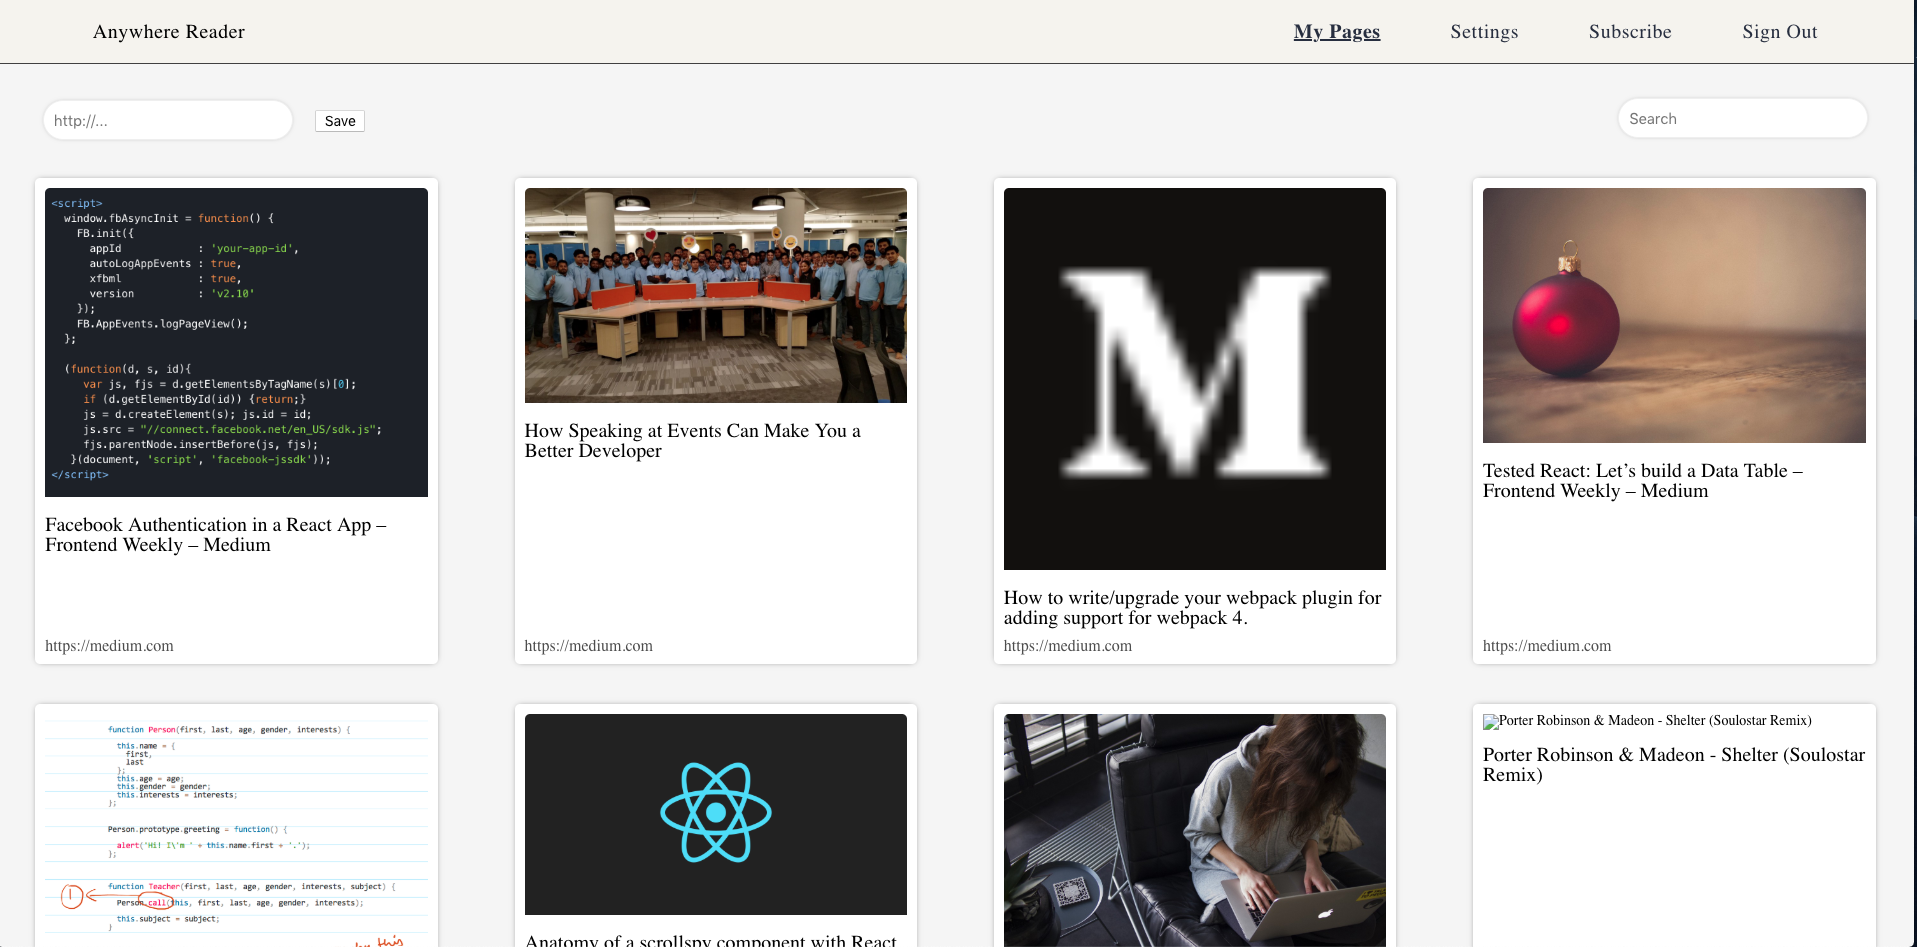 Anywhere Reader
My Pages
Settings
Subscribe
Sign Out
http://...
Save
Search
<script>
window.fbAsyncInit = function() {
FB.init({
appId : 'your-app-id',
autoLogAppEvents : true,
xfbml : true,
version : 'v2.10'
});
FB.AppEvents.logPageView();
};
(function(d, s, id){
var js, fjs = d.getElementsByTagName(s)[0];
if (d.getElementById(id)) {return;}
js = d.createElement(s); js.id = id;
js.src = "//connect.facebook.net/en_US/sdk.js";
fjs.parentNode.insertBefore(js, fjs);
}(document, 'script', 'facebook-jssdk'));
</script>
Facebook Authentication in a React App –
Frontend Weekly – Medium
https://medium.com
How Speaking at Events Can Make You a
Better Developer
https://medium.com
M
How to write/upgrade your webpack plugin for
adding support for webpack 4.
https://medium.com
Tested React: Let’s build a Data Table –
Frontend Weekly – Medium
https://medium.com
function Person(first, last, age, gender, interests) {
this.name = {
first,
last
};
this.age = age;
this.gender = gender;
this.interests = interests;
};
Person.prototype.greeting = function() {
alert('Hi! I\'m ' + this.name.first + '.');
};
function Teacher(first, last, age, gender, interests, subject) {
1
Person.call(this, first, last, age, gender, interests);
this.subject = subject;
}
this
Anatomy of a scrollspy component with React
Porter Robinson & Madeon - Shelter (Soulostar Remix)
Porter Robinson & Madeon - Shelter (Soulostar
Remix)